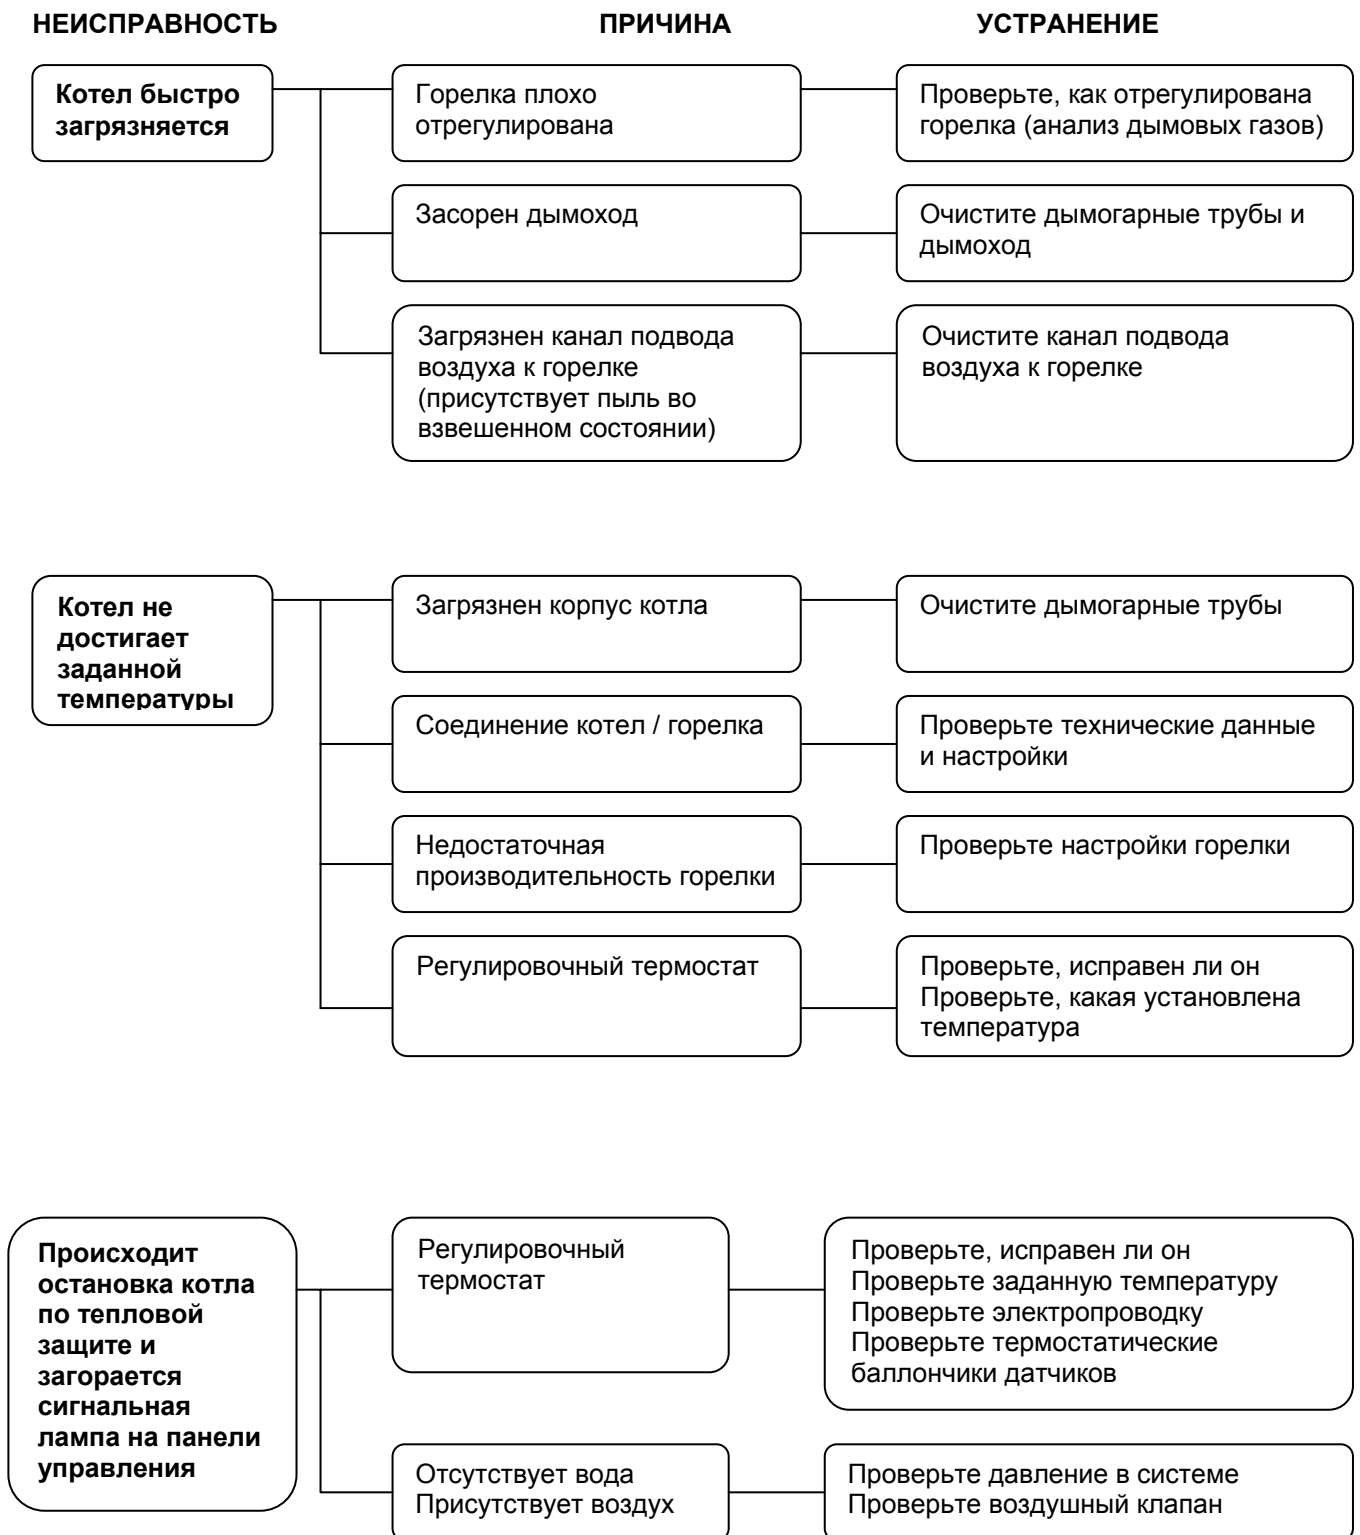 НЕИСПРАВНОСТЬ ПРИЧИНА УСТРАНЕНИЕ
Котел быстро
загрязняется
Горелка плохо
отрегулирована
Проверьте, как отрегулирована
горелка (анализ дымовых газов)
Засорен дымоход
Очистите дымогарные трубы и
дымоход
Загрязнен канал подвода
воздуха к горелке
(присутствует пыль во
взвешенном состоянии)
Очистите канал подвода
воздуха к горелке
Котел не
достигает
заданной
температуры
Загрязнен корпус котла
Очистите дымогарные трубы
Соединение котел / горелка
Проверьте технические данные
и настройки
Недостаточная
производительность горелки
Проверьте настройки горелки
Регулировочный термостат
Проверьте, исправен ли он
Проверьте, какая установлена
температура
Происходит
остановка котла
по тепловой
защите и
загорается
сигнальная
лампа на панели
управления
Регулировочный
термостат
Проверьте, исправен ли он
Проверьте заданную температуру
Проверьте электропроводку
Проверьте термостатические
баллончики датчиков
Отсутствует вода
Присутствует воздух
Проверьте давление в системе
Проверьте воздушный клапан